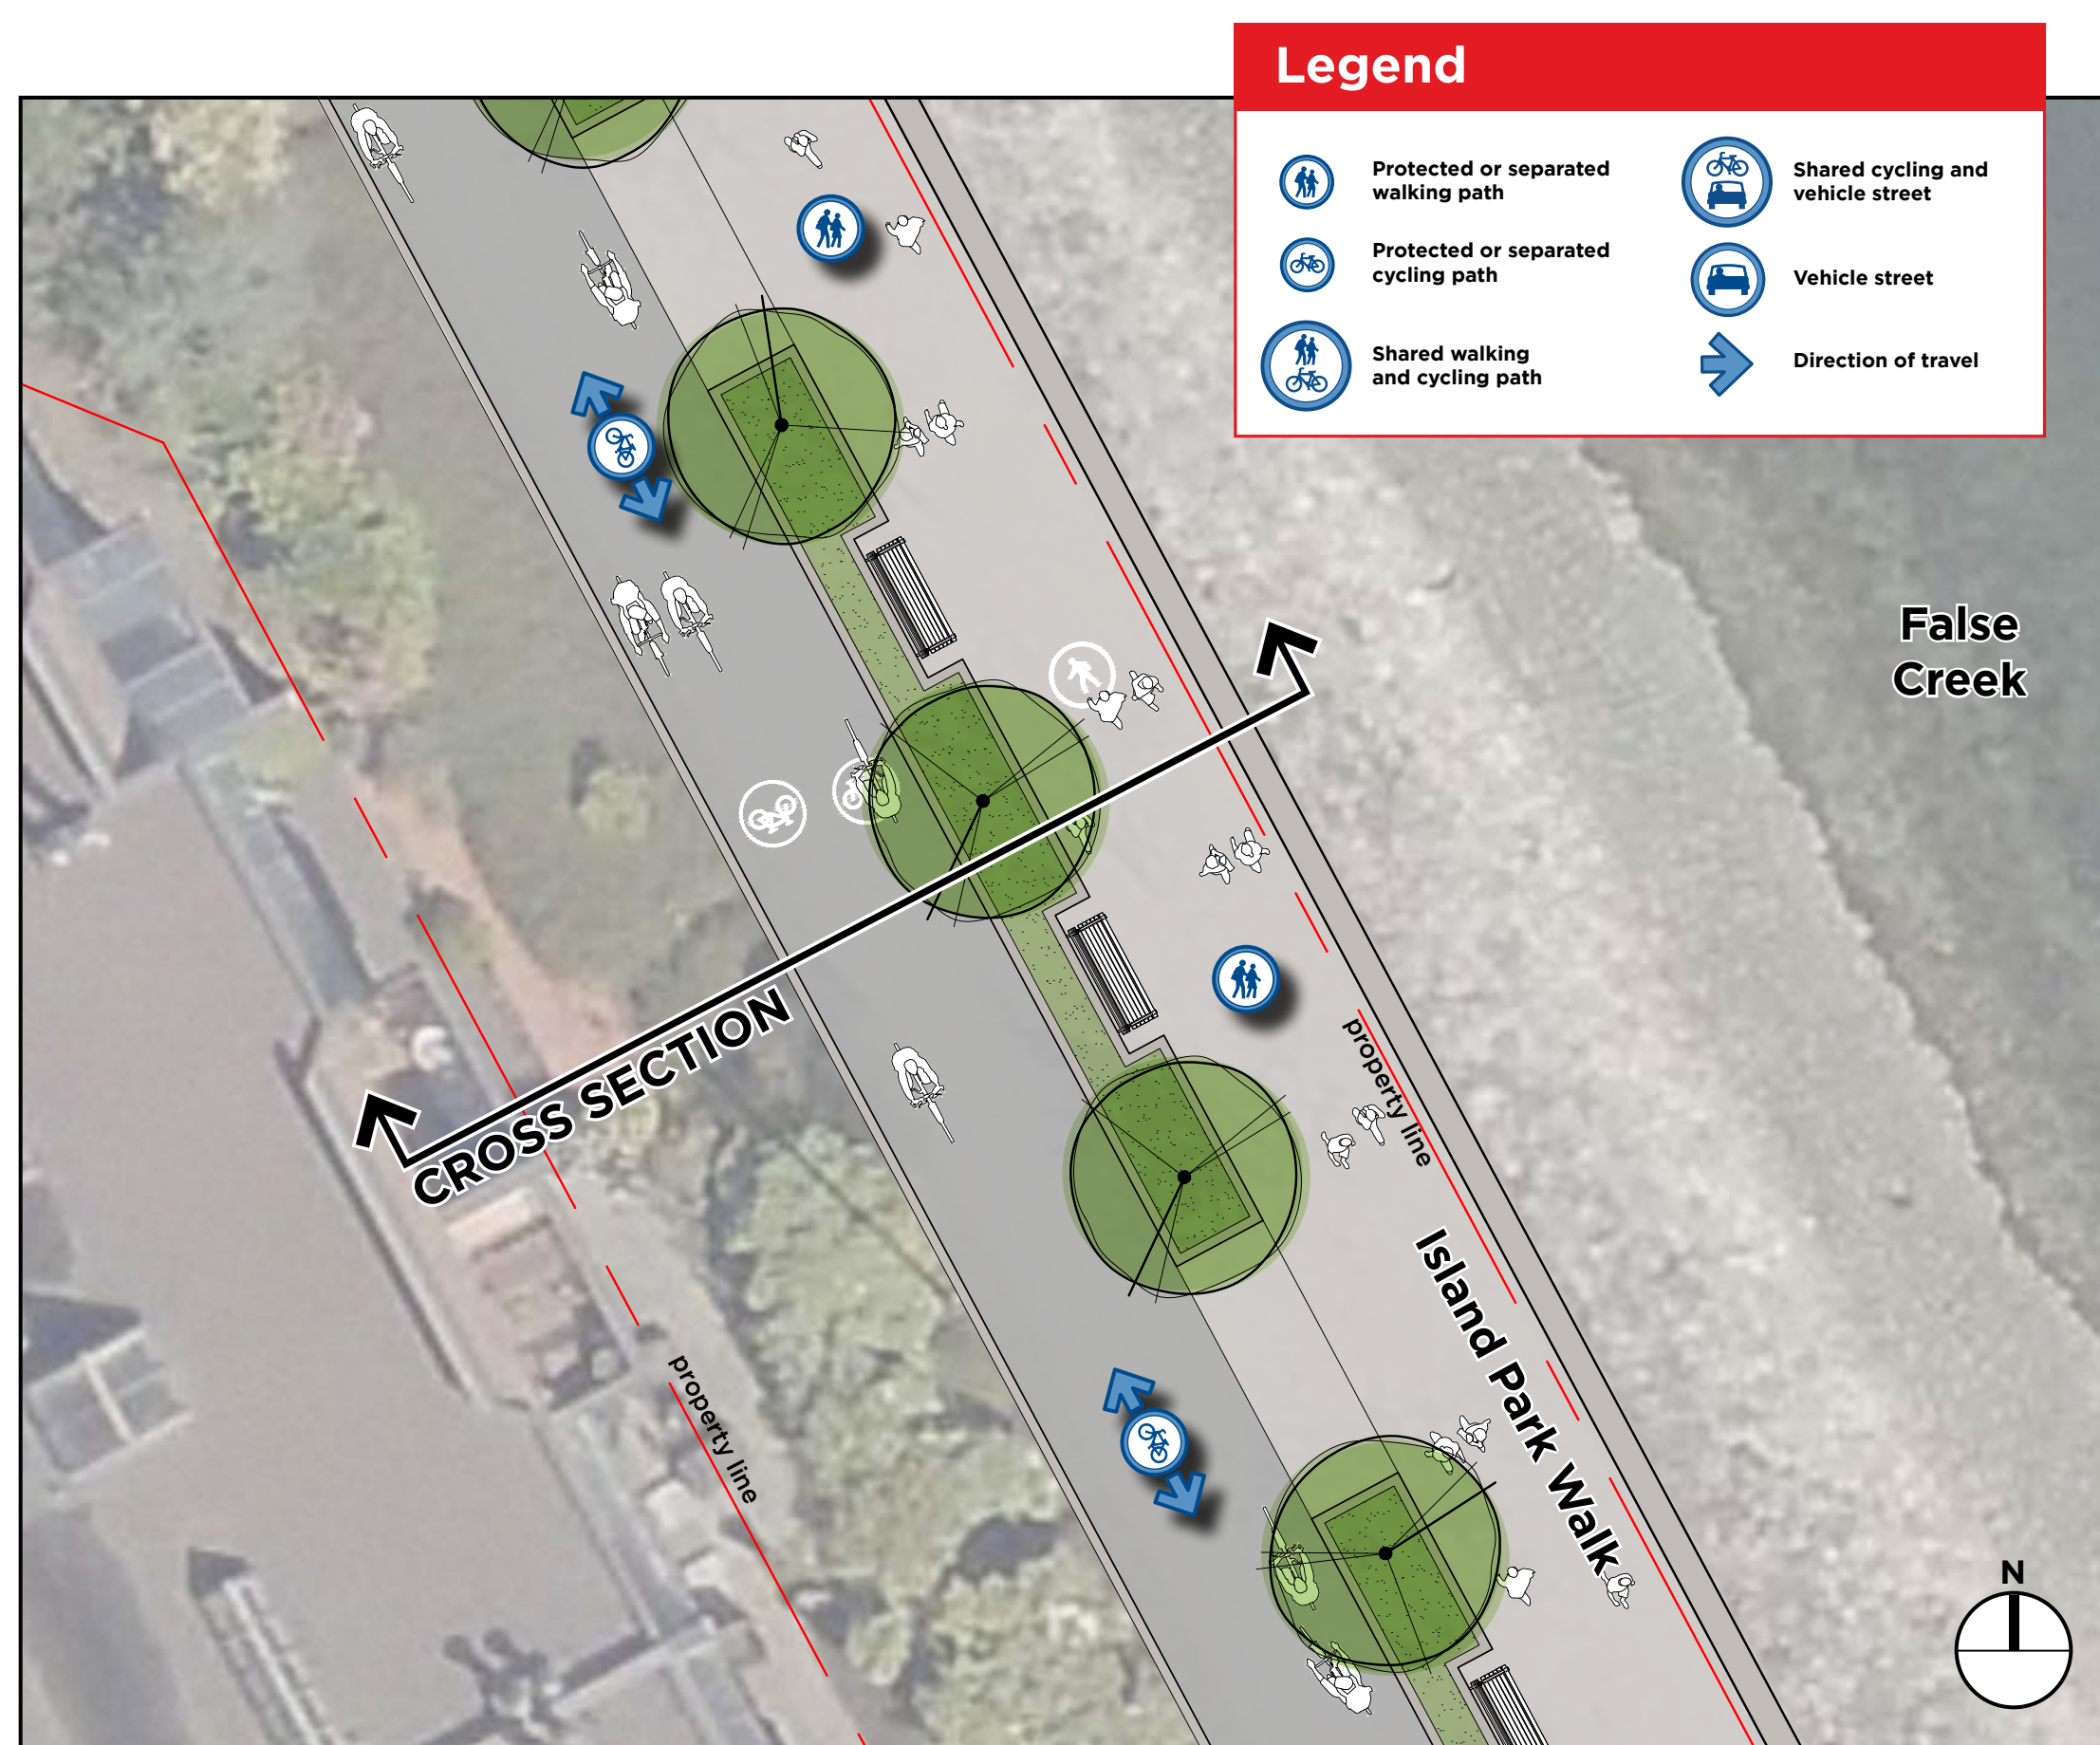 Legend
Protected or separated
walking path
Protected or separated
cycling path
Shared walking
and cycling path
Shared cycling and
vehicle street
Vehicle street
Direction of travel
False
Creek
CROSS SECTION
property line
Island Park Walk
property line
N